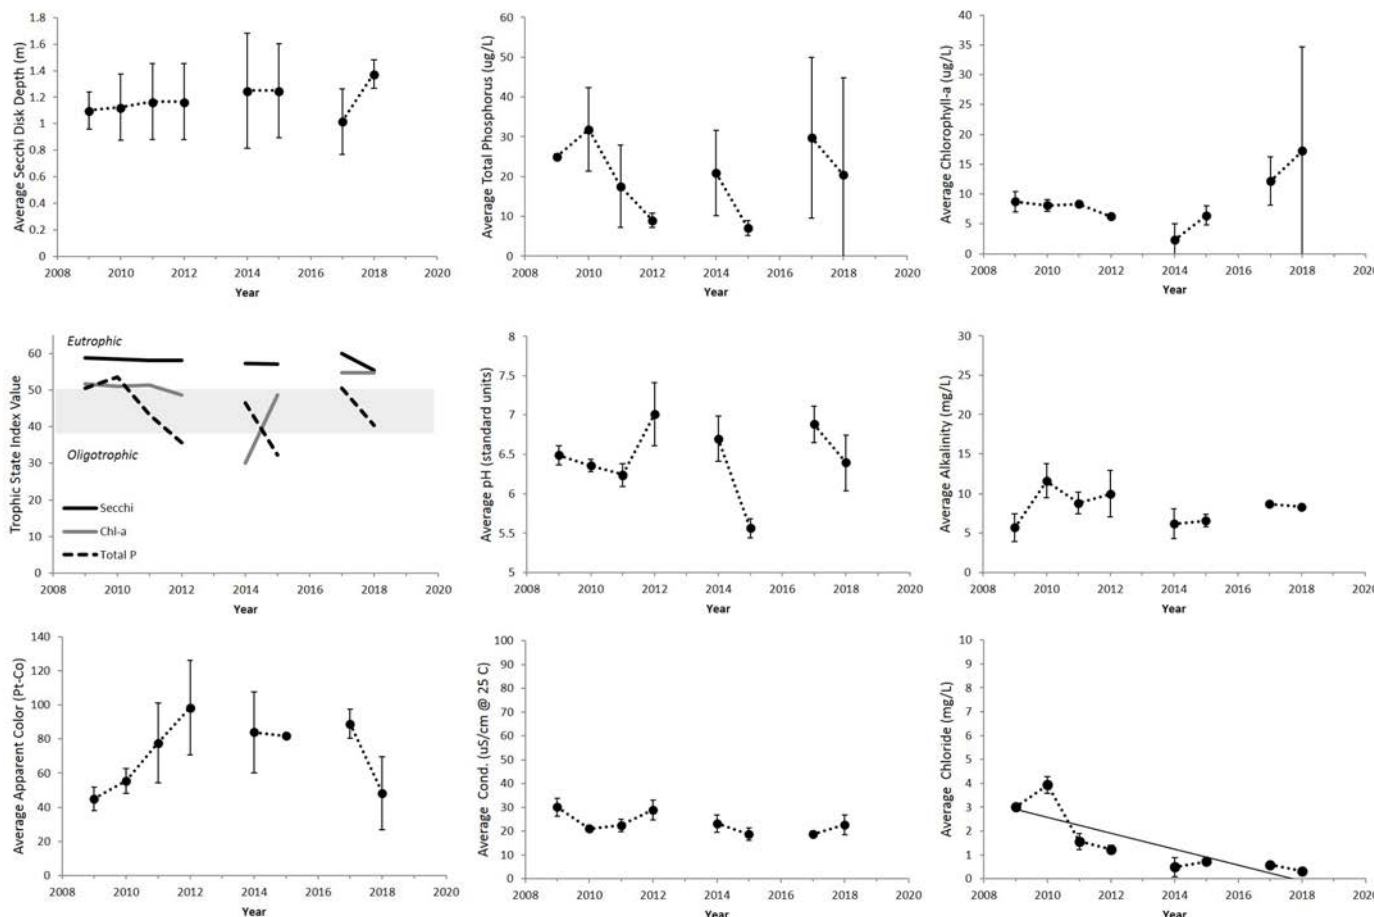 Average Secchi Disk Depth (m)
1.8
1.6
1.4
1.2
1
0.8
0.6
0.4
0.2
0
2008 2010 2012 2014 2016 2018 2020
Year
Average Total Phosphorus (ug/L)
60
50
40
30
20
10
0
2008 2010 2012 2014 2016 2018 2020
Year
Average Chlorophyll-a (ug/L)
40
35
30
25
20
15
10
5
0
2008 2010 2012 2014 2016 2018 2020
Year
Trophic State Index Value
60
50
40
30
20
10
0
Eutrophic
Oligotrophic
Secchi
Chl-a
Total P
2008 2010 2012 2014 2016 2018 2020
Year
Average pH (standard units)
8
7.5
7
6.5
6
5.5
5
2008 2010 2012 2014 2016 2018 2020
Year
Average Alkalinity (mg/L)
30
25
20
15
10
5
0
2008 2010 2012 2014 2016 2018 2020
Year
Average Apparent Color (Pt-Co)
140
120
100
80
60
40
20
0
2008 2010 2012 2014 2016 2018 2020
Year
Average Cond. (uS/cm @ 25 C)
100
90
80
70
60
50
40
30
20
10
0
2008 2010 2012 2014 2016 2018 2020
Year
Average Chloride (mg/L)
10
9
8
7
6
5
4
3
2
1
0
2008 2010 2012 2014 2016 2018 2020
Year